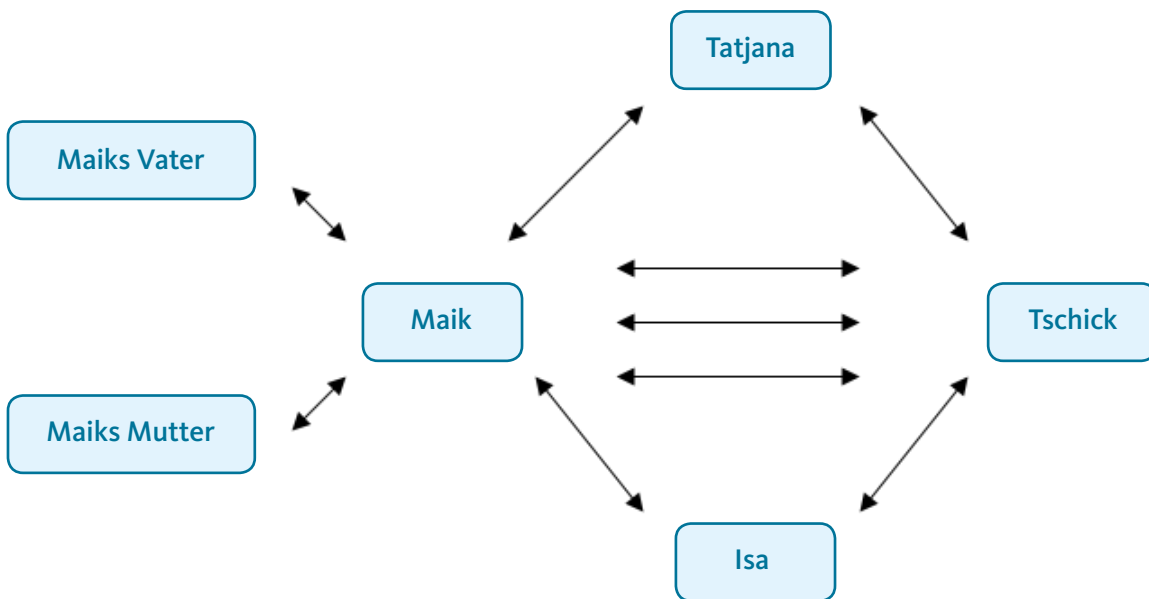 Tatjana
Maiks Vater
Maik
Tschick
Maiks Mutter
Isa